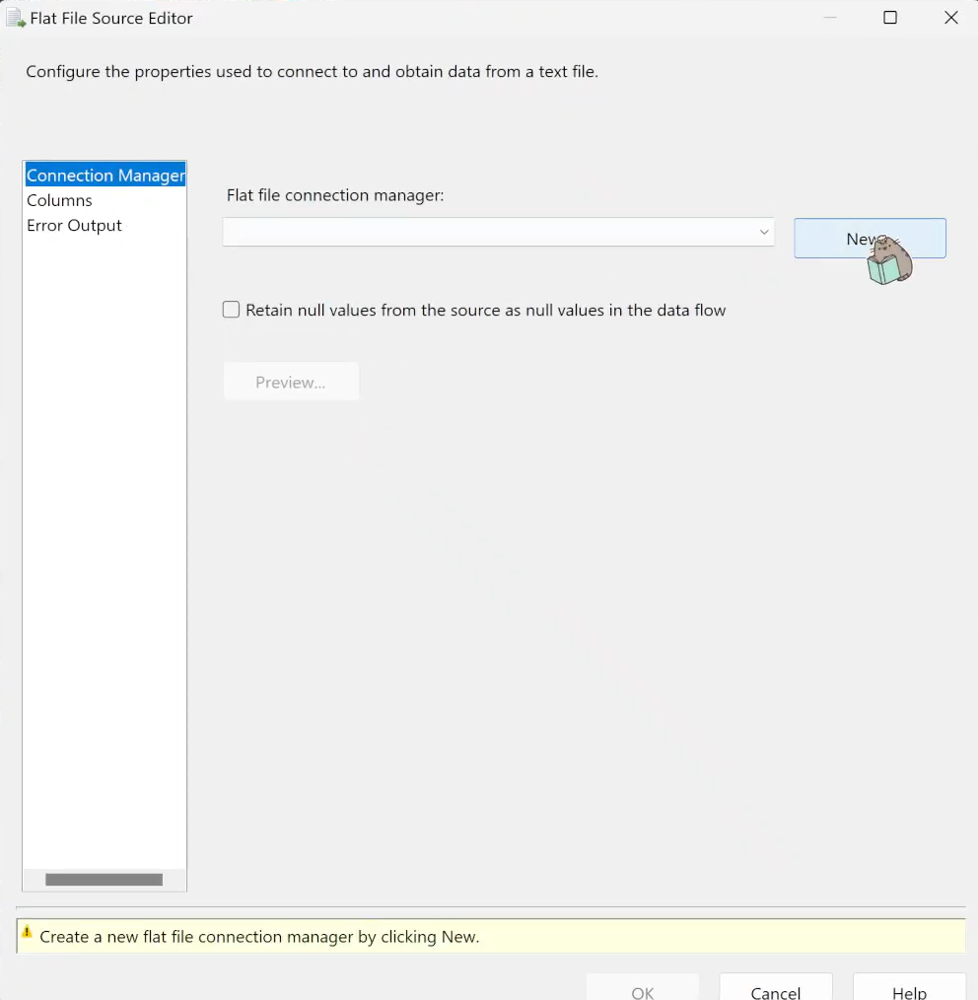 Flat File Source Editor
Configure the properties used to connect to and obtain data from a text file.
Connection Manager
Columns
Error Output
Flat file connection manager:
New
Retain null values from the source as null values in the data flow
Preview...
Create a new flat file connection manager by clicking New.
OK
Cancel
Help